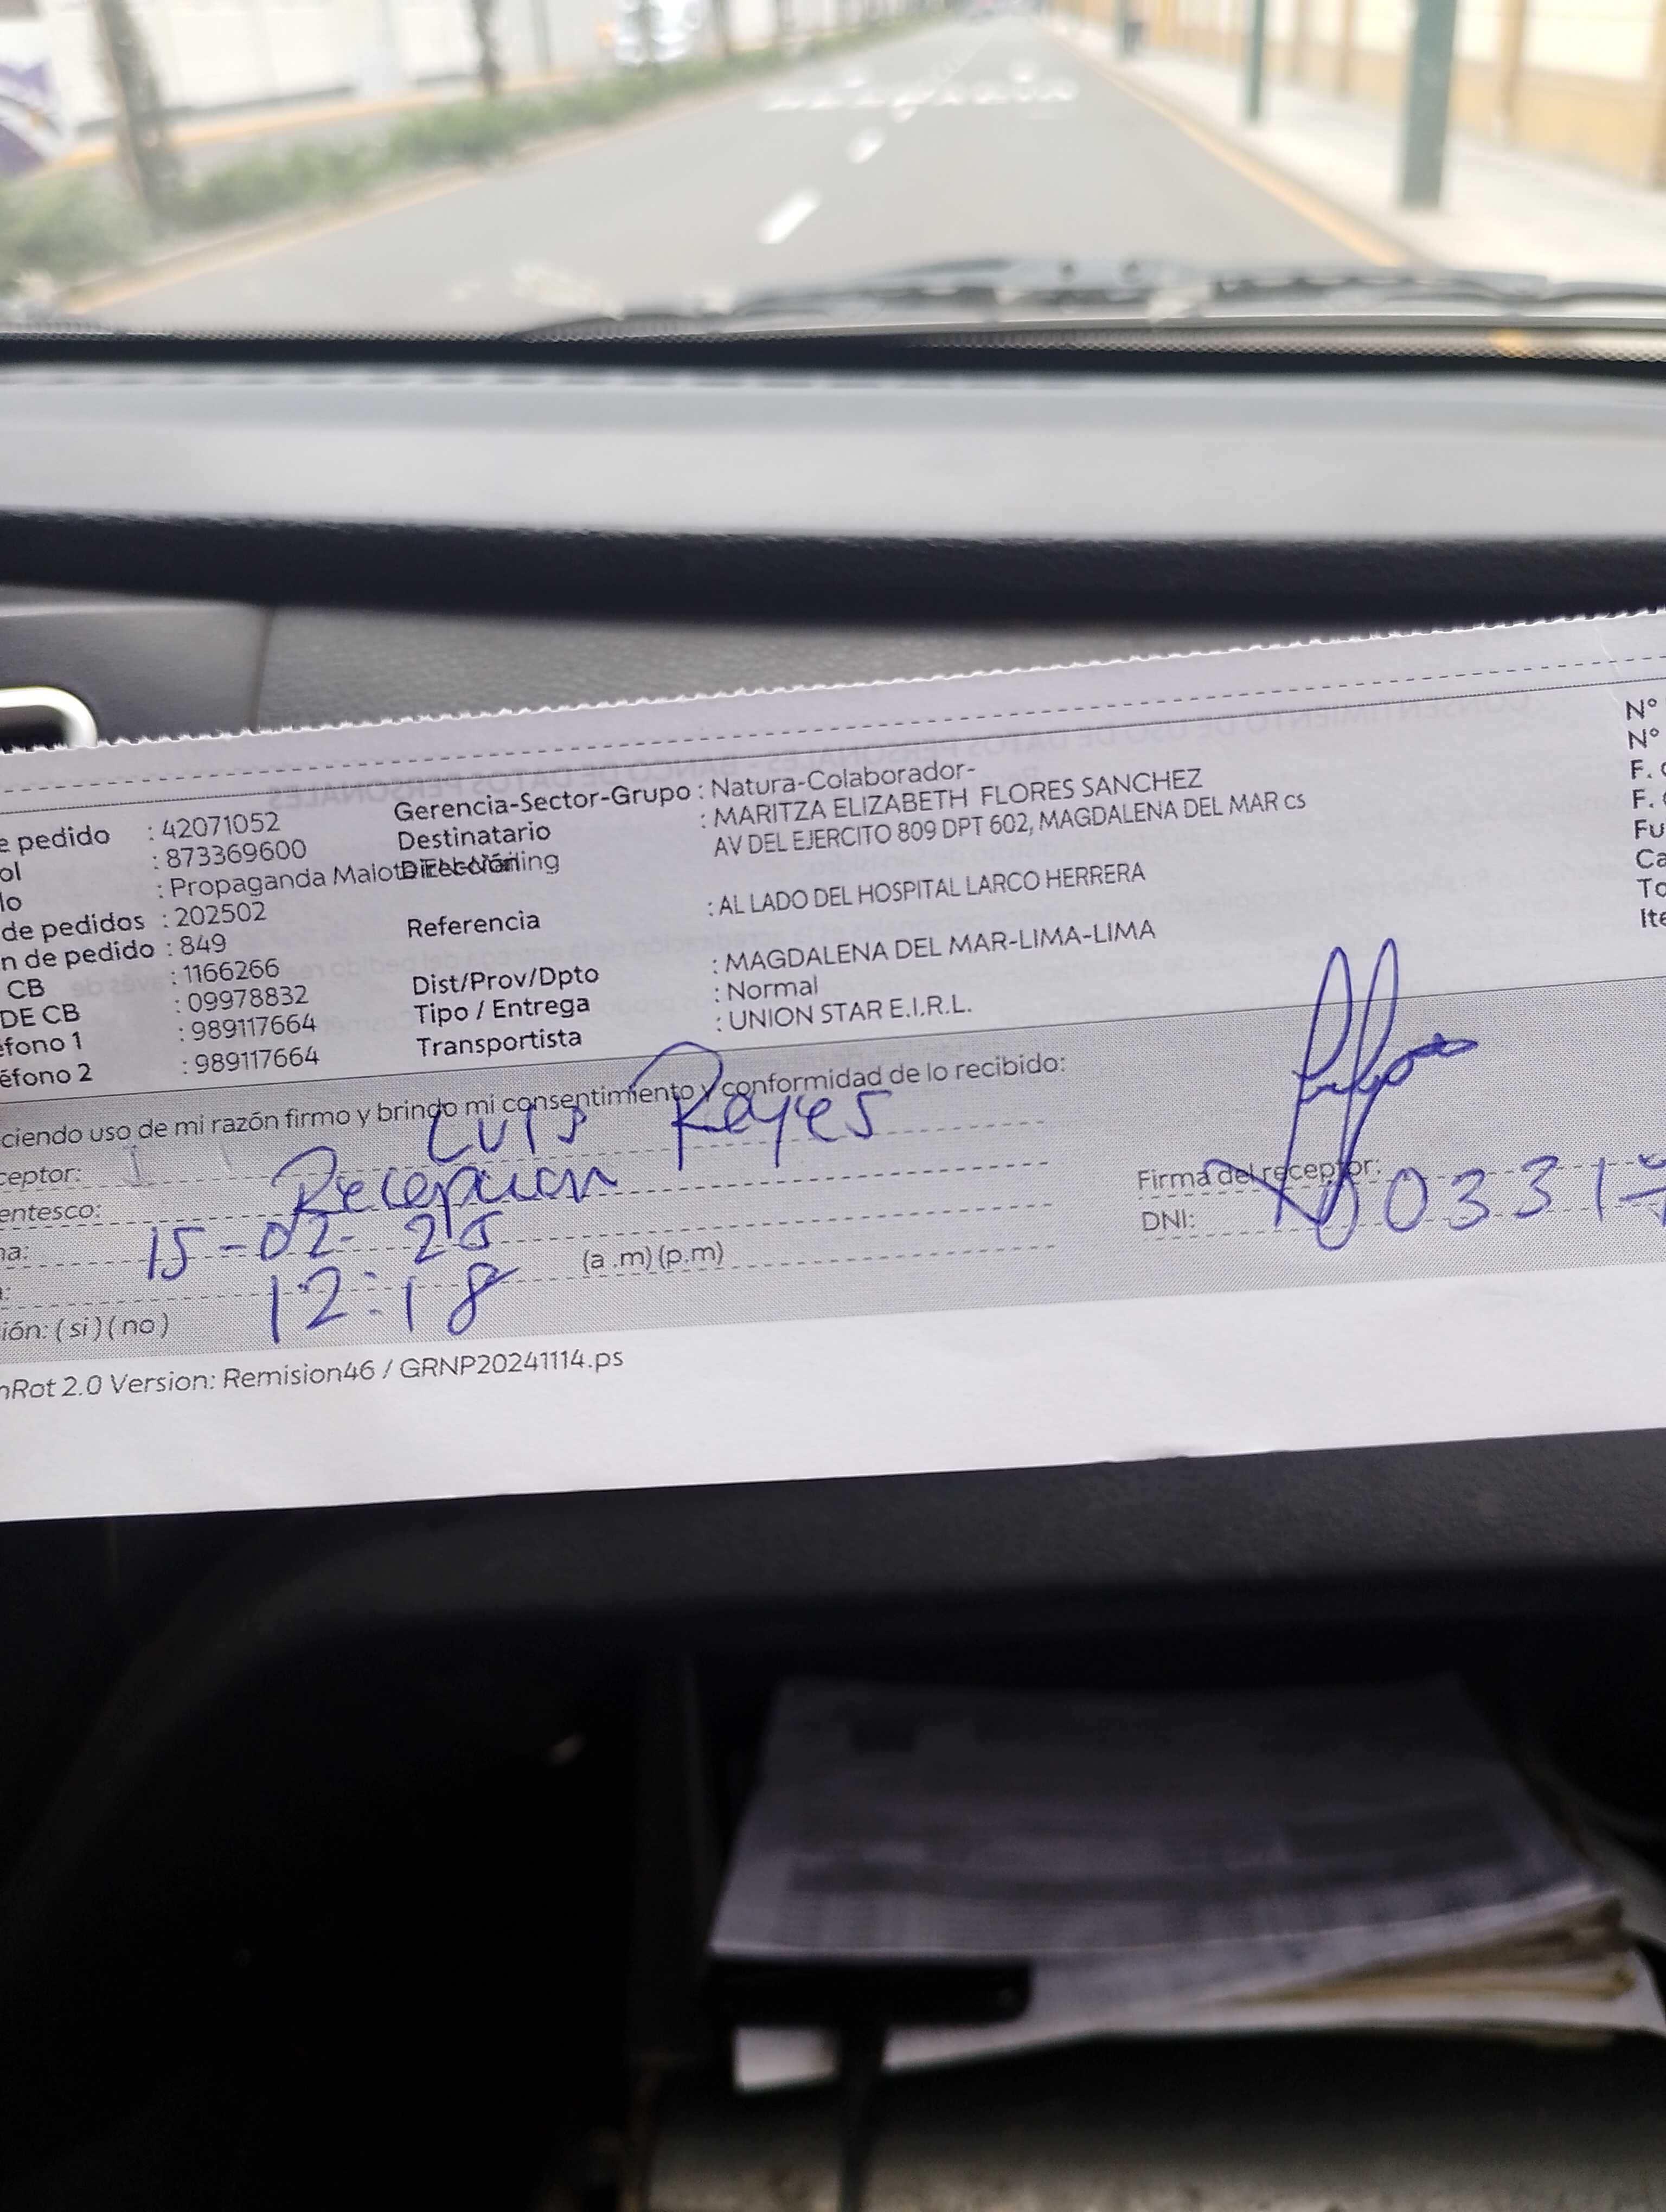 e pedido : 42071052
ol : 873369600
lo : Propaganda Maiote EN-Mailing
de pedidos : 202502
n de pedido : 849
CB : 1166266
DE CB : 09978832
éfono 1 : 989117664
éfono 2 : 989117664
Gerencia-Sector-Grupo : Natura-Colaborador-
Destinatario : MARITZA ELIZABETH FLORES SANCHEZ
Dirección AV DEL EJERCITO 809 DPT 602, MAGDALENA DEL MAR cs
Referencia : AL LADO DEL HOSPITAL LARCO HERRERA
Dist/Prov/Dpto : MAGDALENA DEL MAR-LIMA-LIMA
Tipo / Entrega : Normal
Transportista : UNION STAR E.I.R.L.
N°
N°
F.
F.
Fu
Ca
To
Ite
ciendo uso de mi razón firmo y brindo mi consentimiento y conformidad de lo recibido:
ceptor: Luis Reyes
entesco: Recepcion
na: 15-02-25
12:18 (a .m) (p.m)
ión: ( si ) ( no )
Firma del receptor:
DNI:
nRot 2.0 Version: Remision46 / GRNP20241114.ps